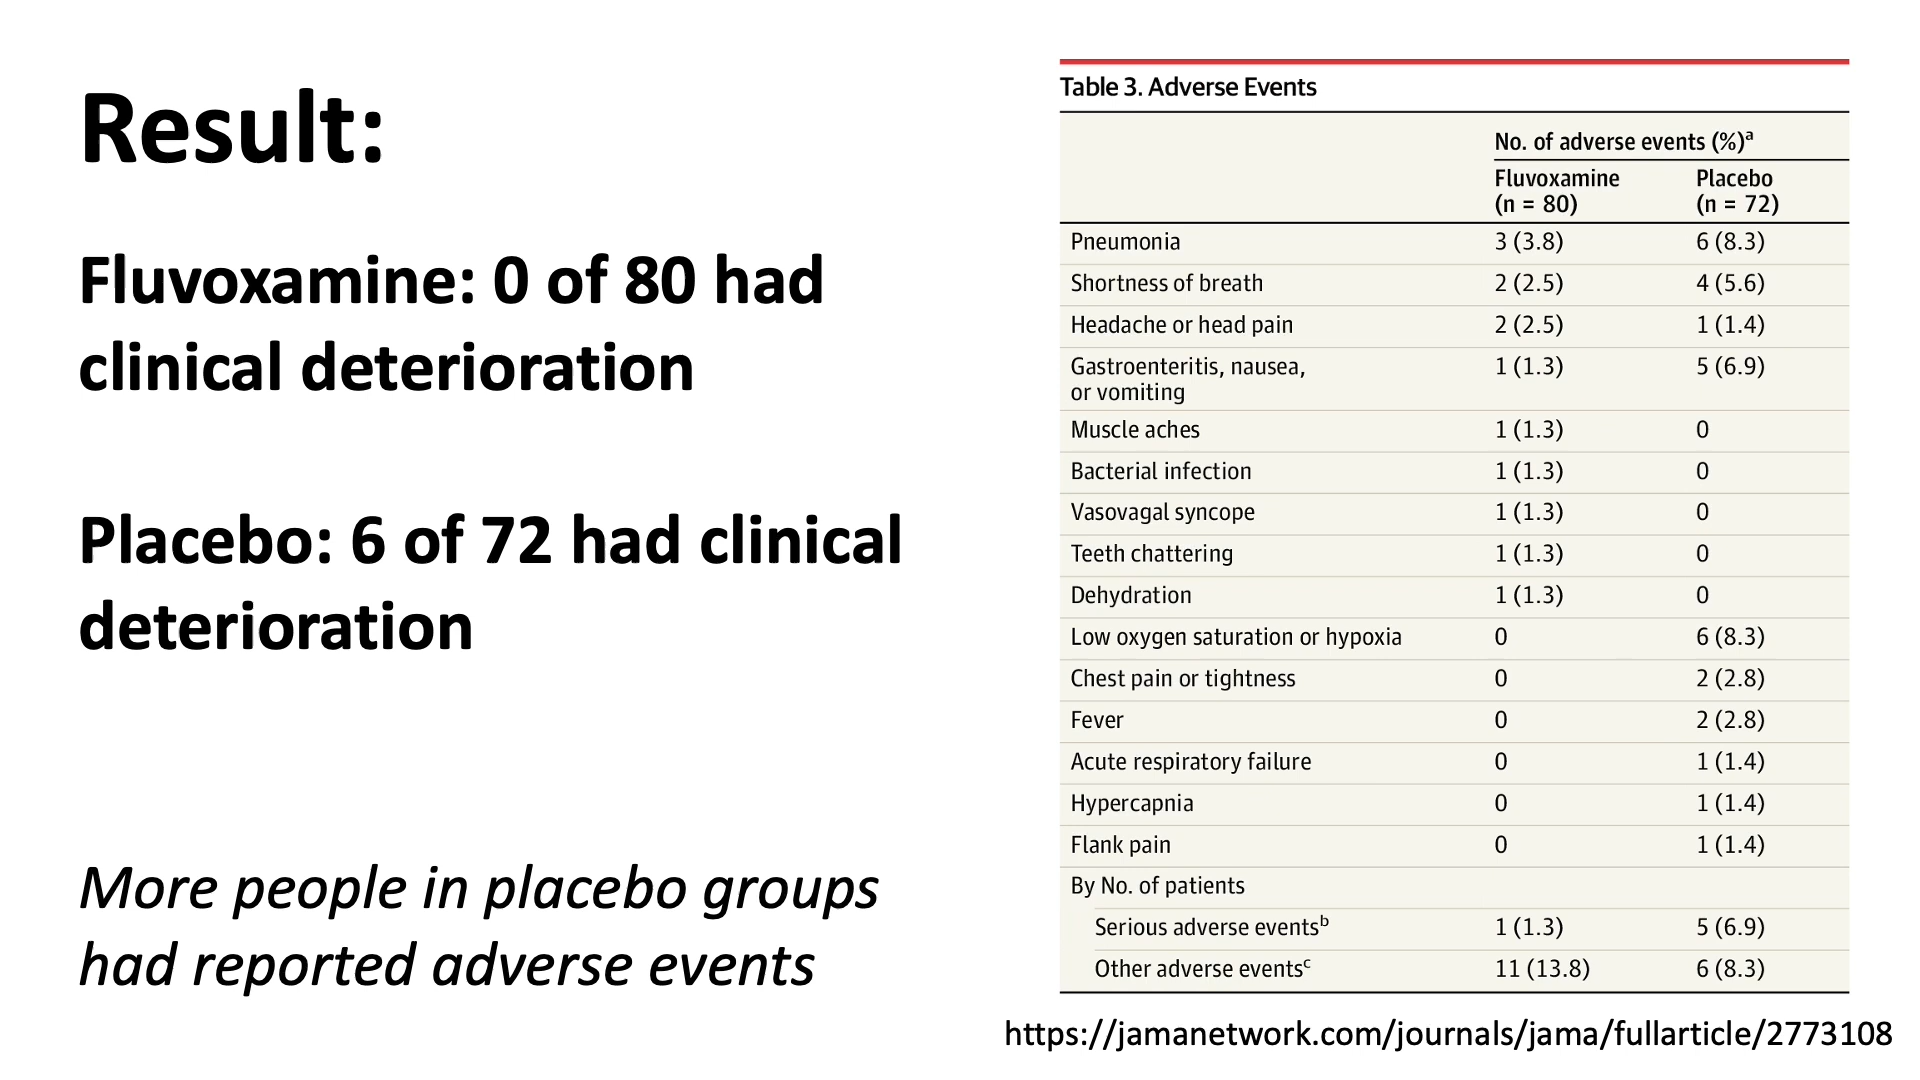 Result:
Fluvoxamine: 0 of 80 had
clinical deterioration
Placebo: 6 of 72 had clinical
deterioration
More people in placebo groups
had reported adverse events
Table 3. Adverse Events
No. of adverse events (%)a
Fluvoxamine Placebo
(n = 80) (n = 72)
Pneumonia 3 (3.8) 6 (8.3)
Shortness of breath 2 (2.5) 4 (5.6)
Headache or head pain 2 (2.5) 1 (1.4)
Gastroenteritis, nausea, 1 (1.3) 5 (6.9)
or vomiting
Muscle aches 1 (1.3) 0
Bacterial infection 1 (1.3) 0
Vasovagal syncope 1 (1.3) 0
Teeth chattering 1 (1.3) 0
Dehydration 1 (1.3) 0
Low oxygen saturation or hypoxia 0 6 (8.3)
Chest pain or tightness 0 2 (2.8)
Fever 0 2 (2.8)
Acute respiratory failure 0 1 (1.4)
Hypercapnia 0 1 (1.4)
Flank pain 0 1 (1.4)
By No. of patients
Serious adverse eventsb 1 (1.3) 5 (6.9)
Other adverse eventsc 11 (13.8) 6 (8.3)
https://jamanetwork.com/journals/jama/fullarticle/2773108